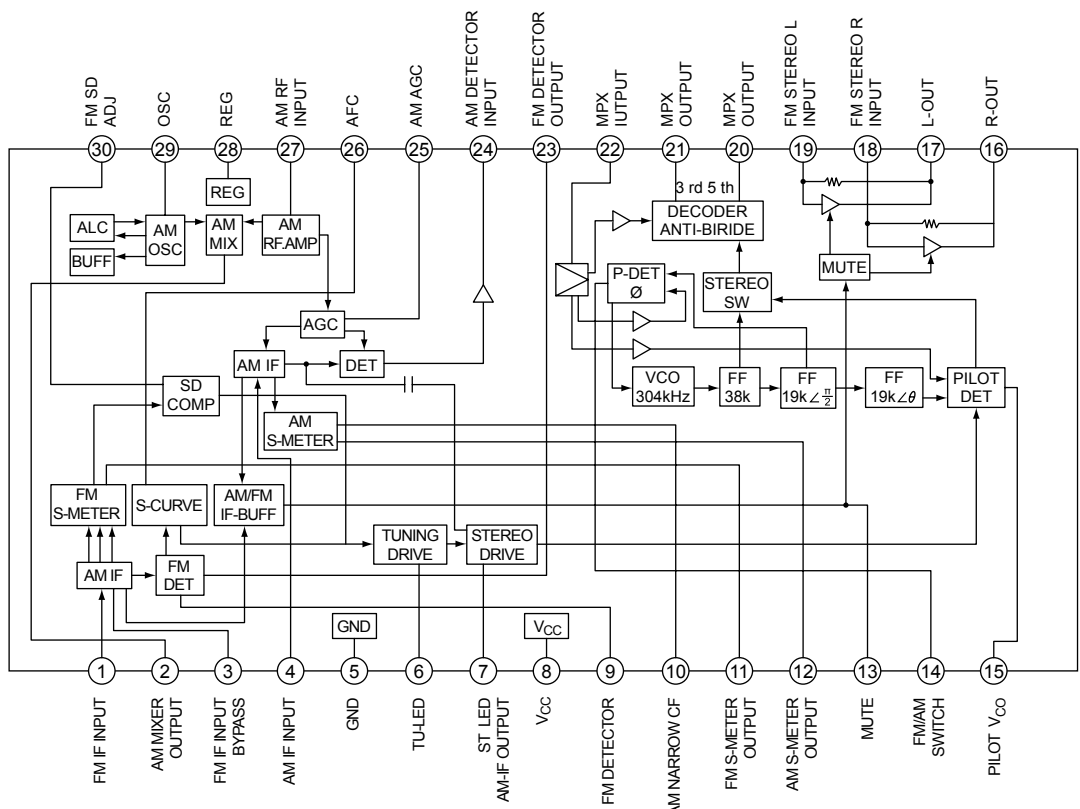 FM SD
ADJ
OSC
REG
AM RF
INPUT
AFC
AM AGC
AM DETECTOR
INPUT
FM DETECTOR
OUTPUT
MPX
IUTPUT
MPX
OUTPUT
MPX
OUTPUT
FM STEREO L
INPUT
FM STEREO R
INPUT
L-OUT
R-OUT
30
29
28
27
26
25
24
23
22
21
20
19
18
17
16
REG
3 rd 5 th
ALC
AM
OSC
AM
MIX
AM
RF.AMP
DECODER
ANTI-BIRIDE
BUFF
P-DET
Ø
STEREO
SW
MUTE
AGC
AM IF
DET
SD
COMP
VCO
304kHz
FF
38k
FF
19k∠π/2
FF
19k∠θ
PILOT
DET
AM
S-METER
FM
S-METER
S-CURVE
AM/FM
IF-BUFF
TUNING
DRIVE
STEREO
DRIVE
AM IF
FM
DET
GND
VCC
1
2
3
4
5
6
7
8
9
10
11
12
13
14
15
FM IF INPUT
AM MIXER
OUTPUT
FM IF INPUT
BYPASS
AM IF INPUT
GND
TU-LED
ST LED
AM-IF OUTPUT
VCC
FM DETECTOR
AM NARROW CF
FM S-METER OUTPUT
AM S-METER
OUTPUT
MUTE
FM/AM
SWITCH
PILOT VCO